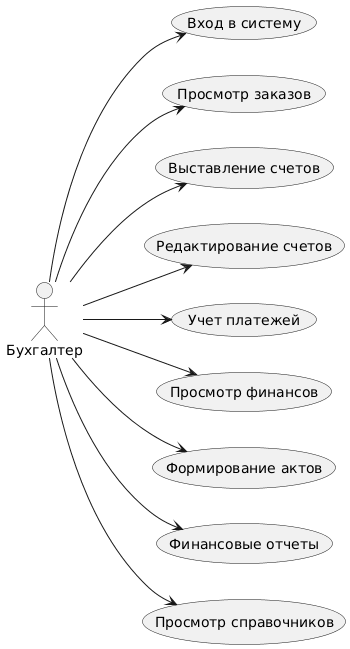 Вход в систему
Просмотр заказов
Выставление счетов
Редактирование счетов
Учет платежей
Бухгалтер
Просмотр финансов
Формирование актов
Финансовые отчеты
Просмотр справочников